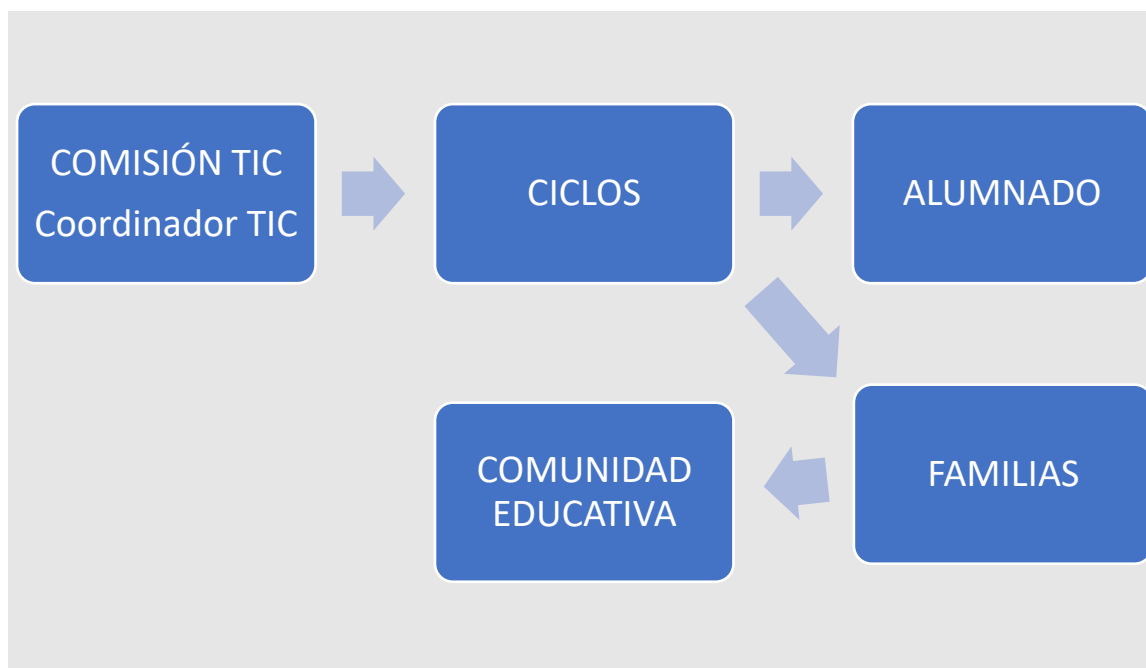 COMISIÓN TIC
Coordinador TIC
CICLOS
ALUMNADO
FAMILIAS
COMUNIDAD
EDUCATIVA